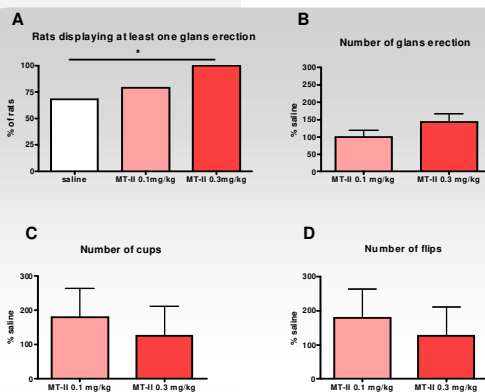 A
Rats displaying at least one glans erection
*
% of rats
100
75
50
25
0
saline
MT-II 0.1mg/kg
MT-II 0.3mg/kg
B
Number of glans erection
% saline
300
250
200
150
100
50
0
MT-II 0.1 mg/kg
MT-II 0.3 mg/kg
C
Number of cups
% saline
300
200
100
0
MT-II 0.1 mg/kg
MT-II 0.3 mg/kg
D
Number of flips
% saline
300
200
100
0
MT-II 0.1 mg/kg
MT-II 0.3 mg/kg